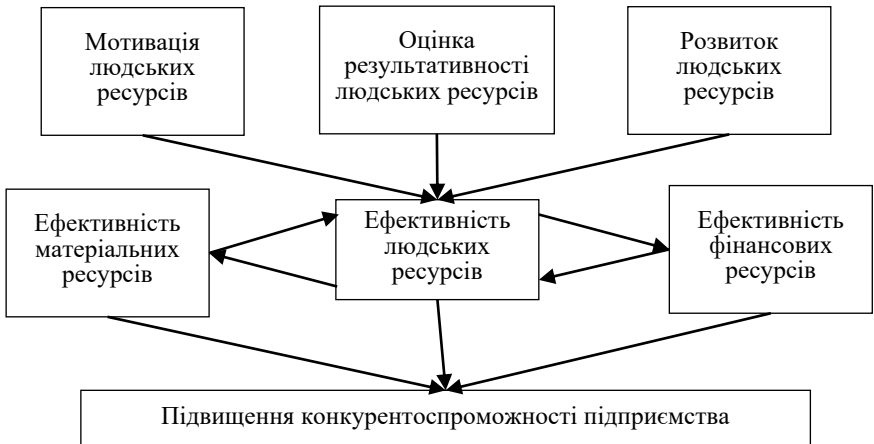 Мотивація
людських
ресурсів
Оцінка
результативності
людських ресурсів
Розвиток
людських
ресурсів
Ефективність
матеріальних
ресурсів
Ефективність
людських
ресурсів
Ефективність
фінансових
ресурсів
Підвищення конкурентоспроможності підприємства